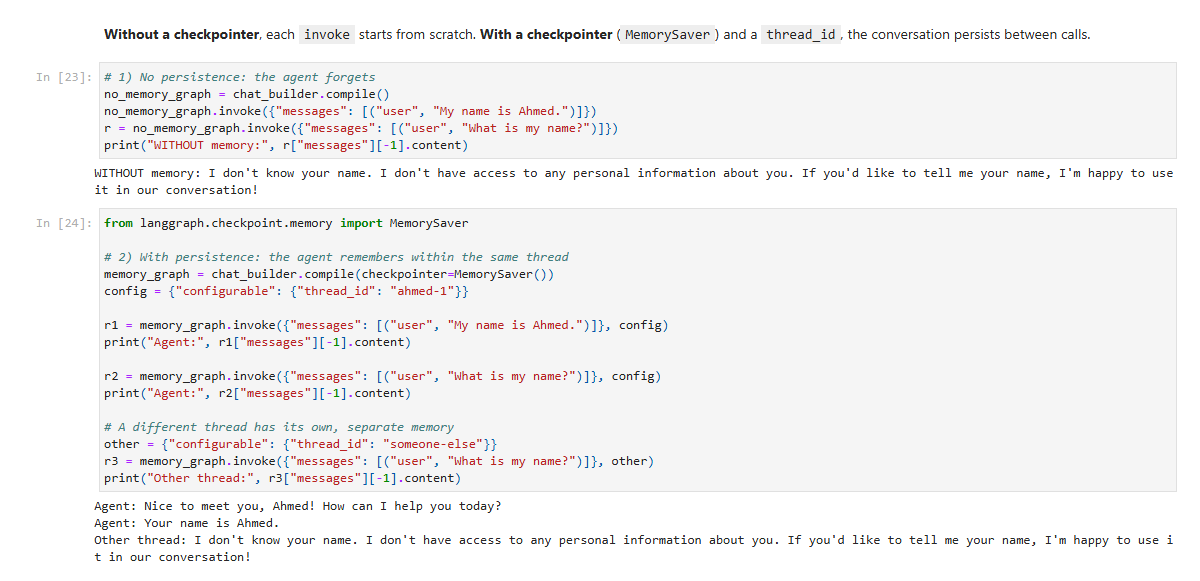 Without a checkpointer, each invoke starts from scratch. With a checkpointer ( MemorySaver ) and a thread_id , the conversation persists between calls.
In [23]: # 1) No persistence: the agent forgets
no_memory_graph = chat_builder.compile()
no_memory_graph.invoke({"messages": [("user", "My name is Ahmed.")]})
r = no_memory_graph.invoke({"messages": [("user", "What is my name?")]})
print("WITHOUT memory:", r["messages"][-1].content)
WITHOUT memory: I don't know your name. I don't have access to any personal information about you. If you'd like to tell me your name, I'm happy to use
it in our conversation!
In [24]: from langgraph.checkpoint.memory import MemorySaver
# 2) With persistence: the agent remembers within the same thread
memory_graph = chat_builder.compile(checkpointer=MemorySaver())
config = {"configurable": {"thread_id": "ahmed-1"}}
r1 = memory_graph.invoke({"messages": [("user", "My name is Ahmed.")]}, config)
print("Agent:", r1["messages"][-1].content)
r2 = memory_graph.invoke({"messages": [("user", "What is my name?")]}, config)
print("Agent:", r2["messages"][-1].content)
# A different thread has its own, separate memory
other = {"configurable": {"thread_id": "someone-else"}}
r3 = memory_graph.invoke({"messages": [("user", "What is my name?")]}, other)
print("Other thread:", r3["messages"][-1].content)
Agent: Nice to meet you, Ahmed! How can I help you today?
Agent: Your name is Ahmed.
Other thread: I don't know your name. I don't have access to any personal information about you. If you'd like to tell me your name, I'm happy to use i
t in our conversation!